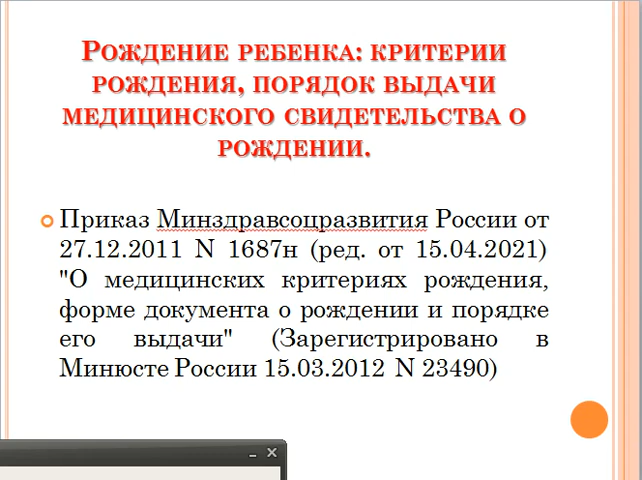 Рождение ребенка: критерии
рождения, порядок выдачи
медицинского свидетельства о
рождении.
Приказ Минздравсоцразвития России от
27.12.2011 N 1687н (ред. от 15.04.2021)
"О медицинских критериях рождения,
форме документа о рождении и порядке
его выдачи" (Зарегистрировано в
Минюсте России 15.03.2012 N 23490)